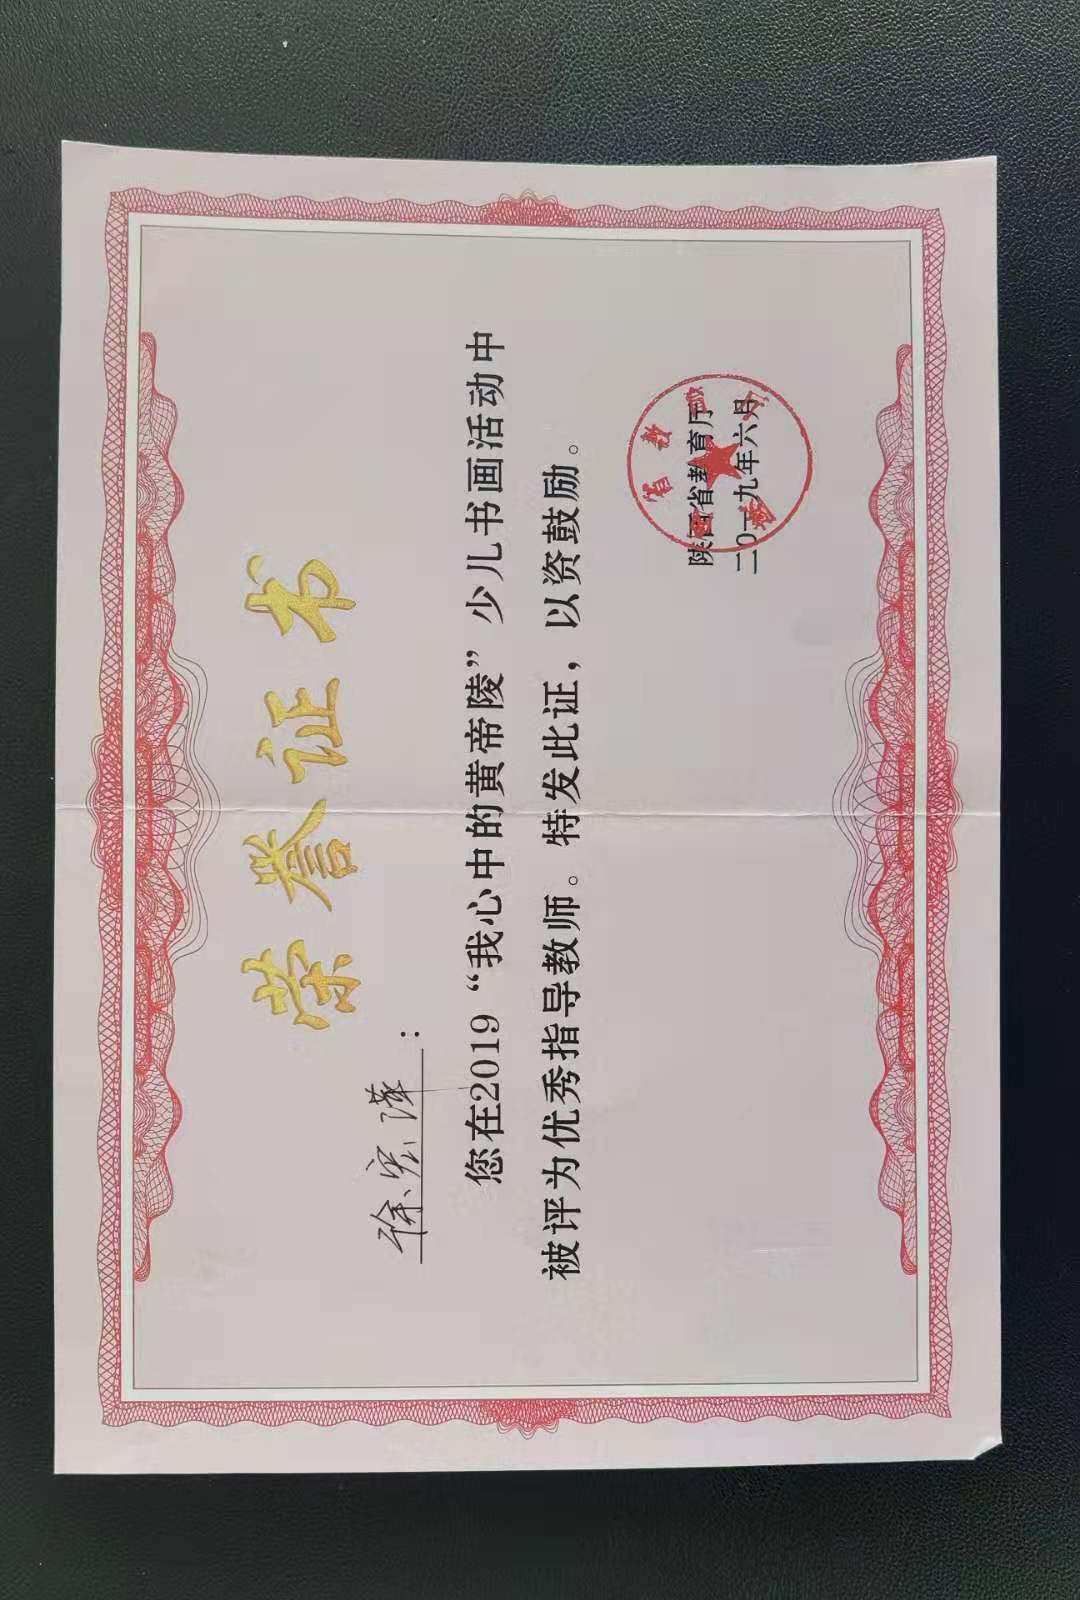 荣誉证书
徐宏萍：
您在2019“我心中的黄帝陵”少儿书画活动中
被评为优秀指导教师。特发此证，以资鼓励。
陕西省教育厅
二〇一九年六月